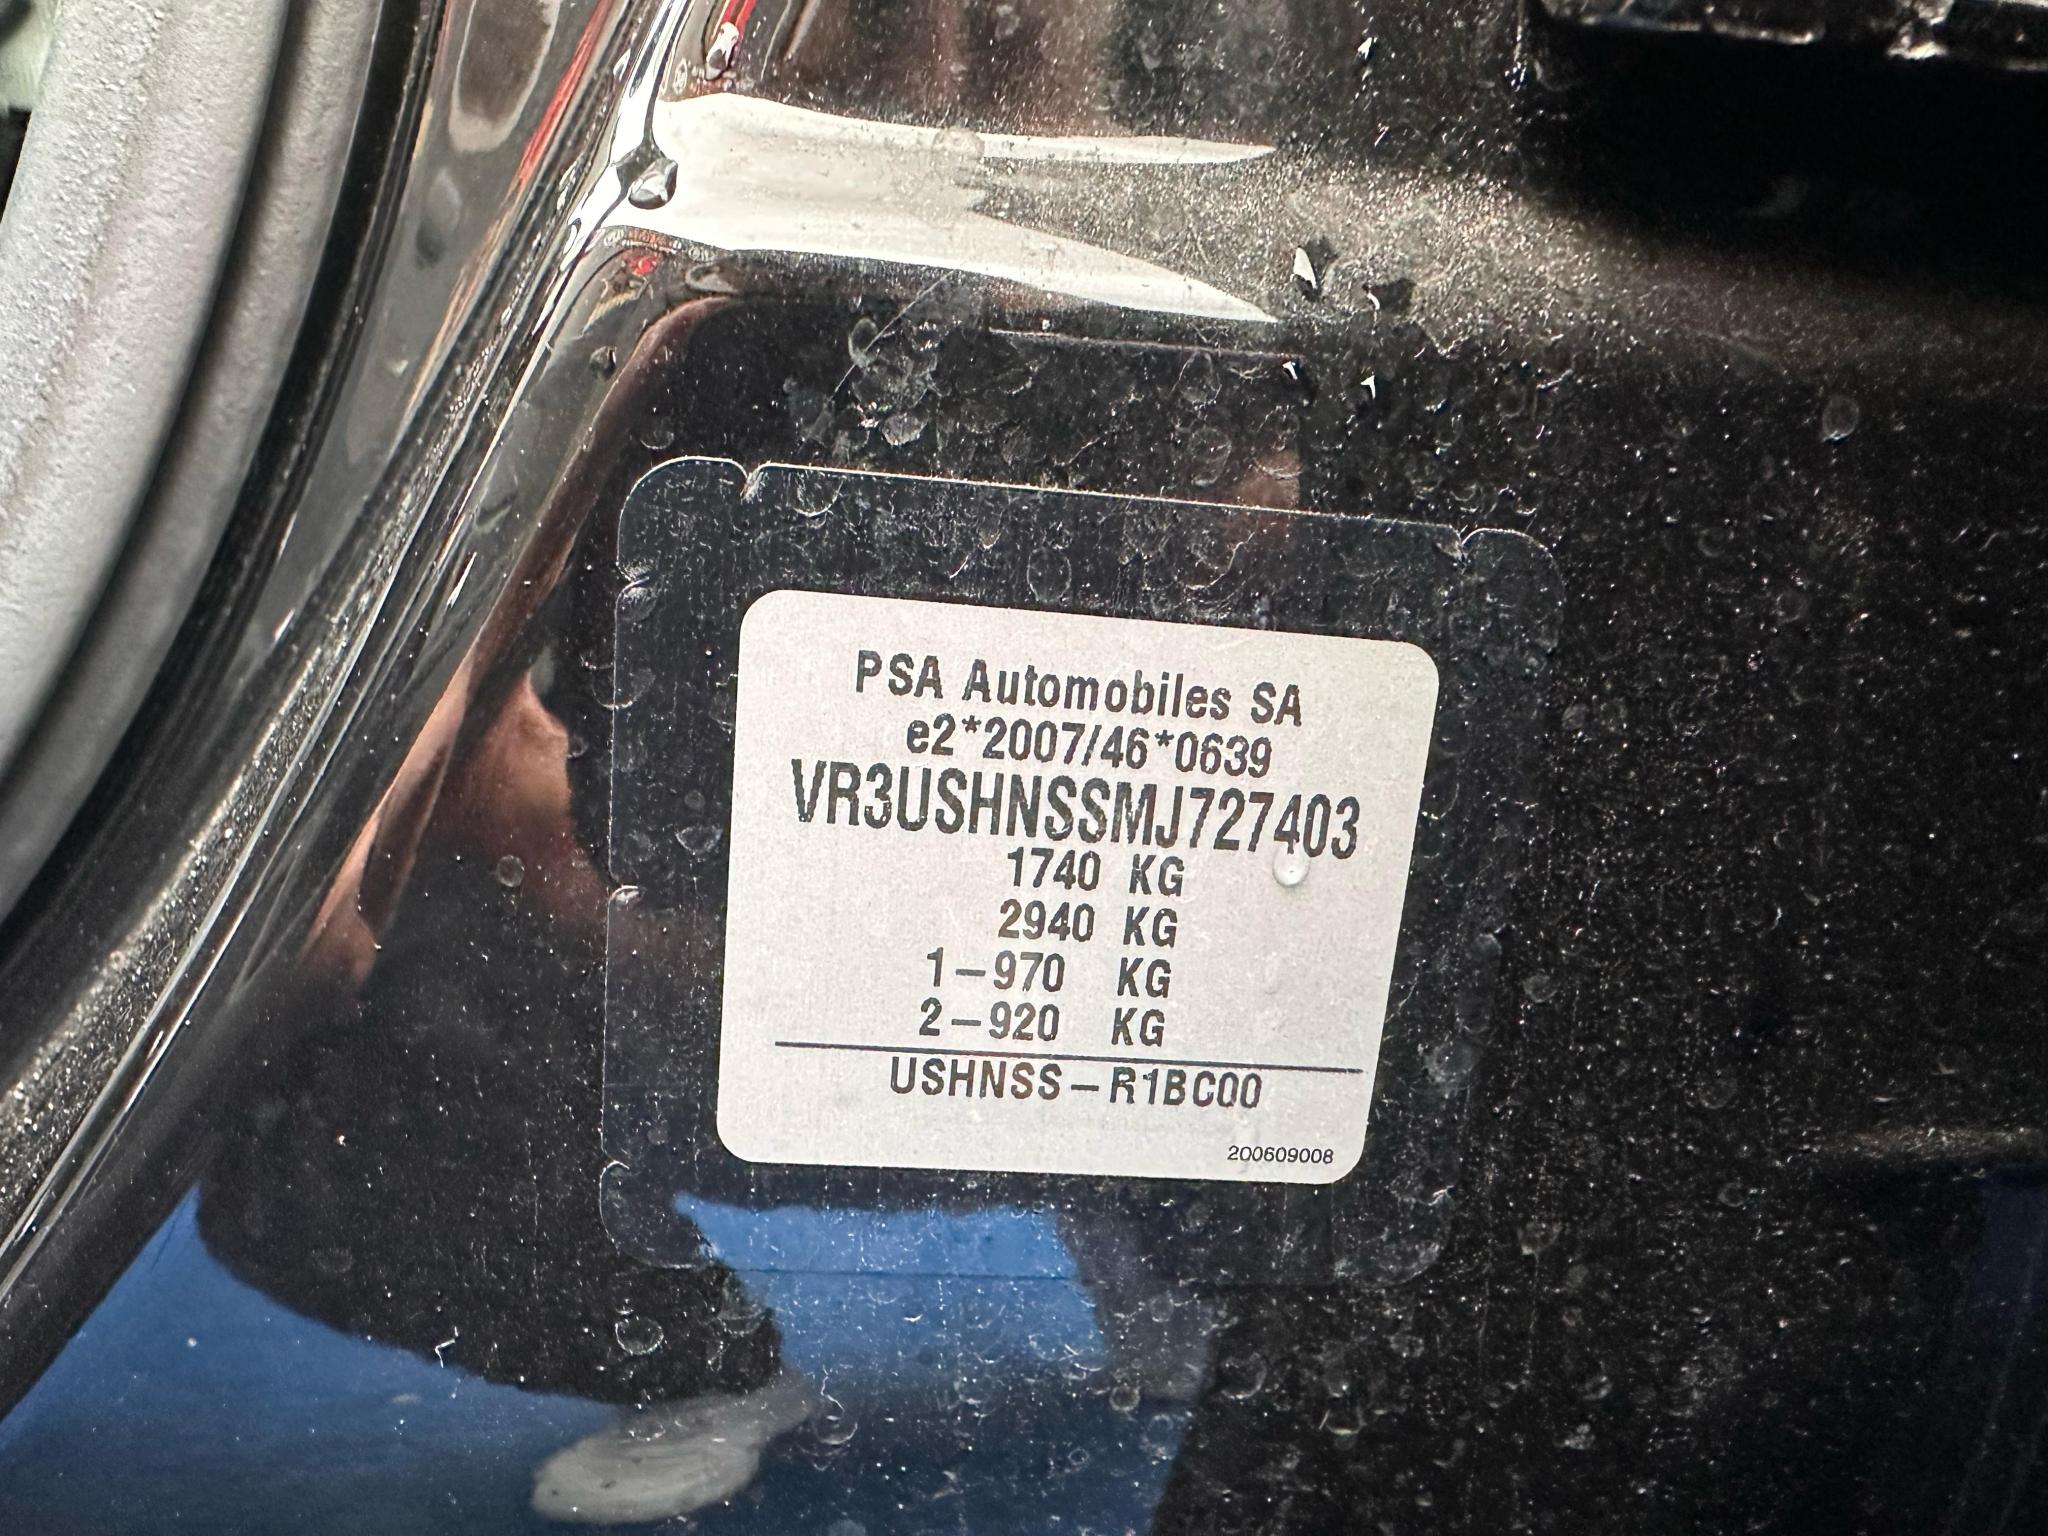 PSA Automobiles SA
e2*2007/46*0639
VR3USHNSSMJ727403
1740 KG
2940 KG
1-970 KG
2-920 KG
USHNSS-R1BC00
200609008